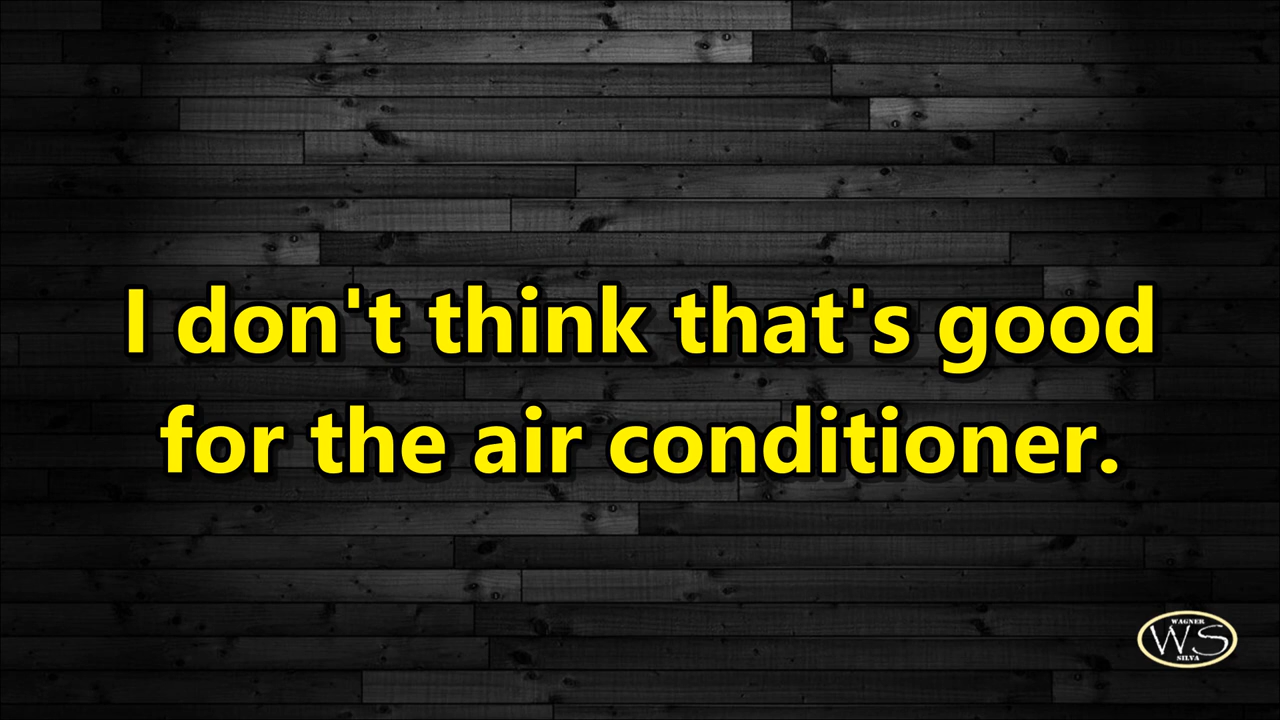 I don't think that's good
for the air conditioner.
WAGNER
WS
SILVA